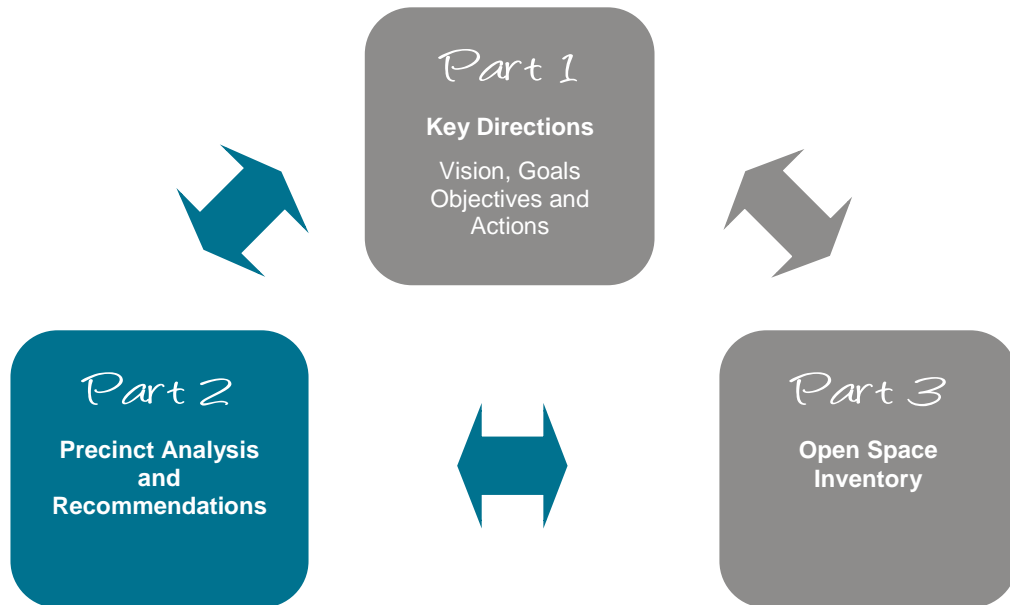 Part 1
Key Directions
Vision, Goals
Objectives and
Actions
Part 2
Precinct Analysis
and
Recommendations
Part 3
Open Space
Inventory